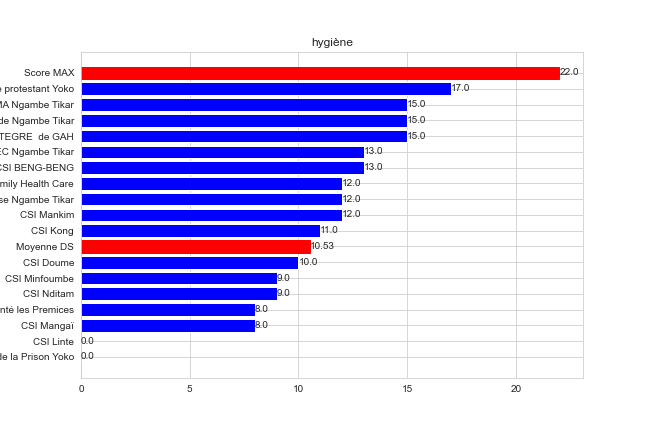 hygiène
Score MAX 22.0
protestant Yoko 17.0
MA Ngambe Tikar 15.0
de Ngambe Tikar 15.0
TEGRE de GAH 15.0
EC Ngambe Tikar 13.0
CSI BENG-BENG 13.0
mily Health Care 12.0
se Ngambe Tikar 12.0
CSI Mankim 12.0
CSI Kong 11.0
Moyenne DS 10.53
CSI Doume 10.0
CSI Minfoumbe 9.0
CSI Nditam 9.0
nté les Premices 8.0
CSI Mangaï 8.0
CSI Linte 0.0
de la Prison Yoko 0.0
0 5 10 15 20